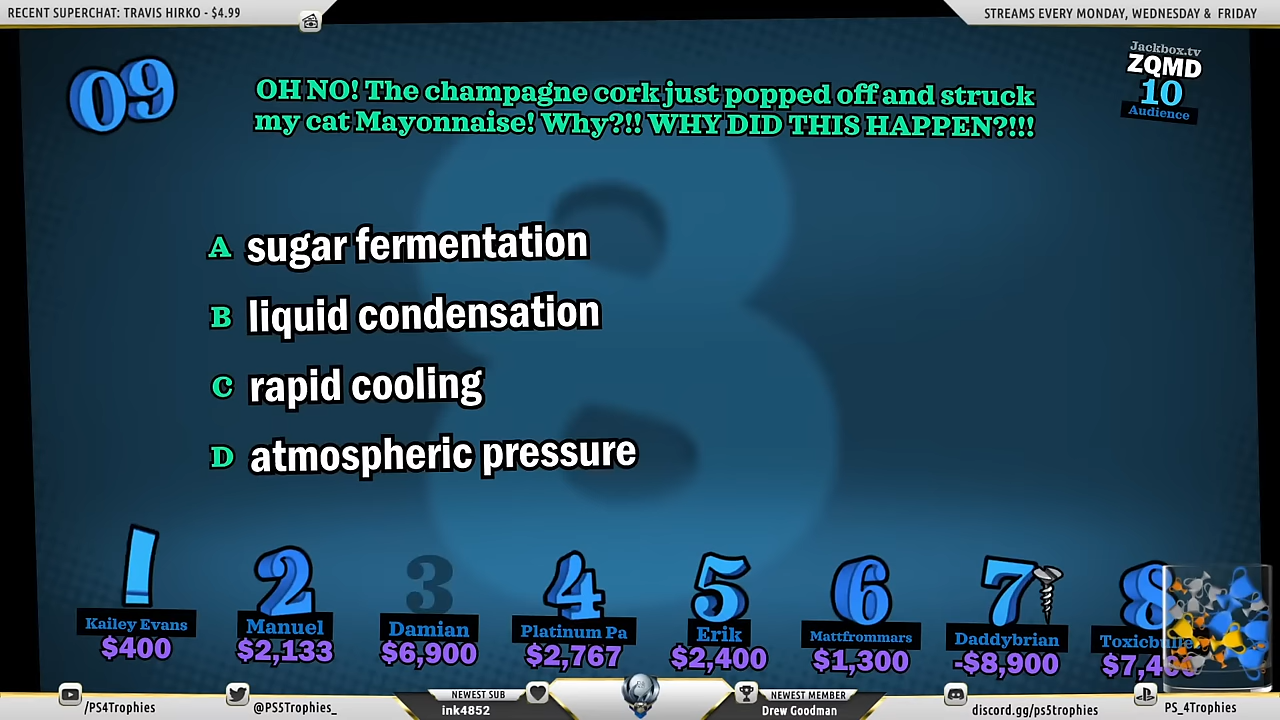 RECENT SUPERCHAT: TRAVIS HIRKO - $4.99
STREAMS EVERY MONDAY, WEDNESDAY & FRIDAY
09
OH NO! The champagne cork just popped off and struck
my cat Mayonnaise! Why?!! WHY DID THIS HAPPEN?!!!
Jackbox.tv
ZQMD
10
Audience
8
A sugar fermentation
B liquid condensation
C rapid cooling
D atmospheric pressure
1 2 3 4 5 6 7 8
Kailey Evans Manuel Damian Platinum Pa Erik Mattfrommars Daddybrian
$400 $2,133 $6,900 $2,767 $2,400 $1,300 -$8,900
/PS4Trophies
@PS5Trophies_
NEWEST SUB
ink4852
NEWEST MEMBER
Drew Goodman
discord.gg/ps5trophies
PS_4Trophies